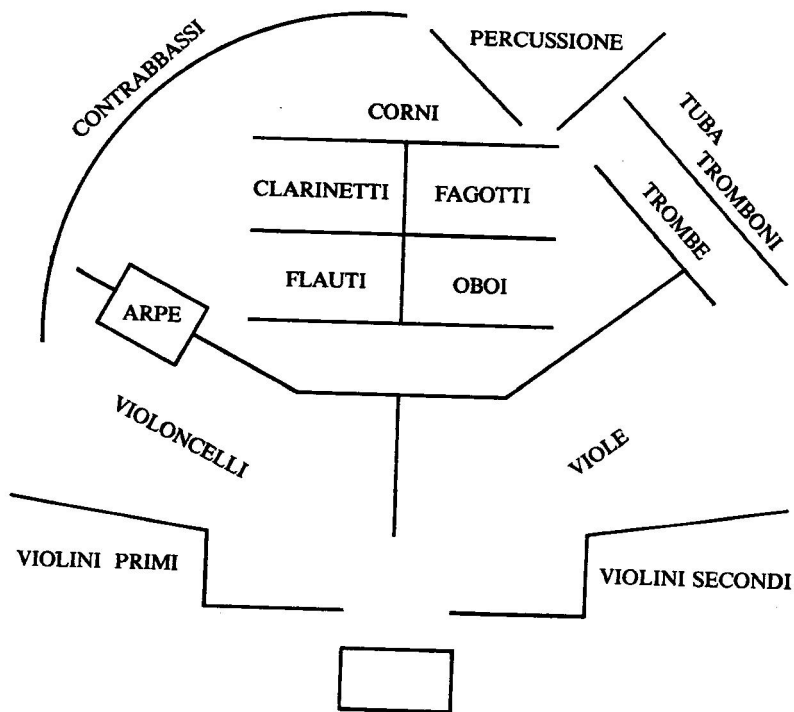 PERCUSSIONE
CONTRABBASSI
CORNI
TUBA
TROMBONI
CLARINETTI
FAGOTTI
TROMBE
FLAUTI
OBOI
ARPE
VIOLONCELLI
VIOLE
VIOLINI PRIMI
VIOLINI SECONDI